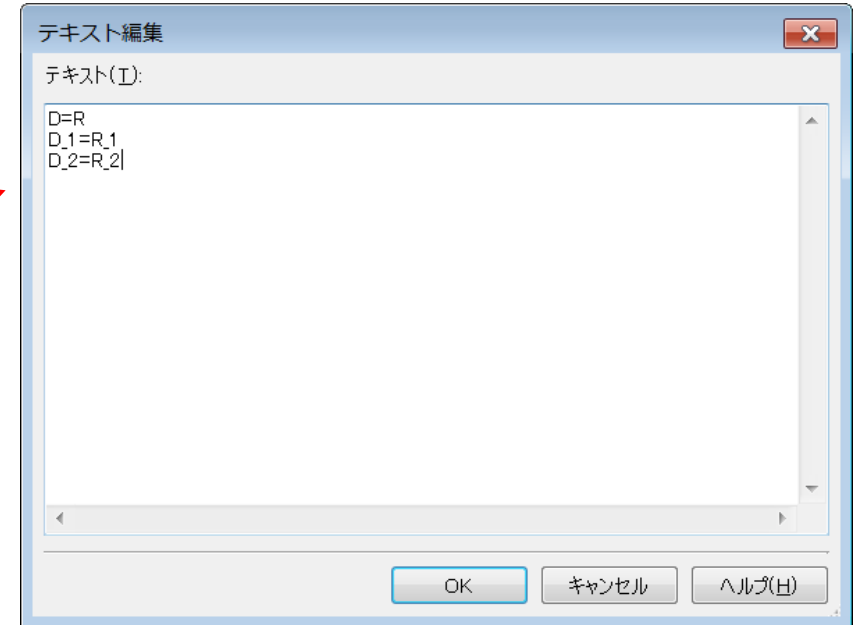 テキスト編集
テキスト(T):
D=R
D_1=R_1
D_2=R_2
OK
キャンセル
ヘルプ(H)